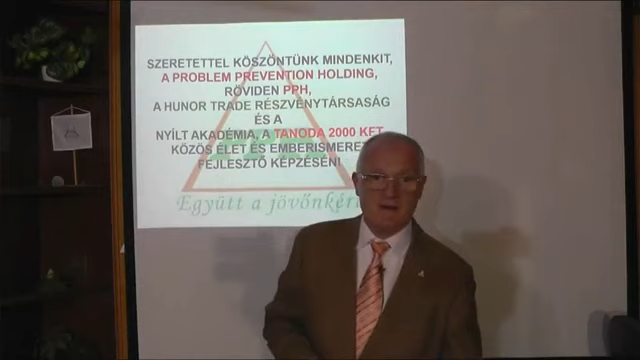 SZERETETTEL KÖSZÖNTÜNK MINDENKIT,
A PROBLEM PREVENTION HOLDING,
RÖVIDEN PPH,
A HUNOR TRADE RÉSZVÉNYTÁRSASÁG
ÉS A
NYÍLT AKADÉMIA, A TANODA 2000 KFT
KÖZÖS ÉLET ÉS EMBERISMERET
FEJLESZTŐ KÉPZÉSÉN!
Együtt a jövőnkért